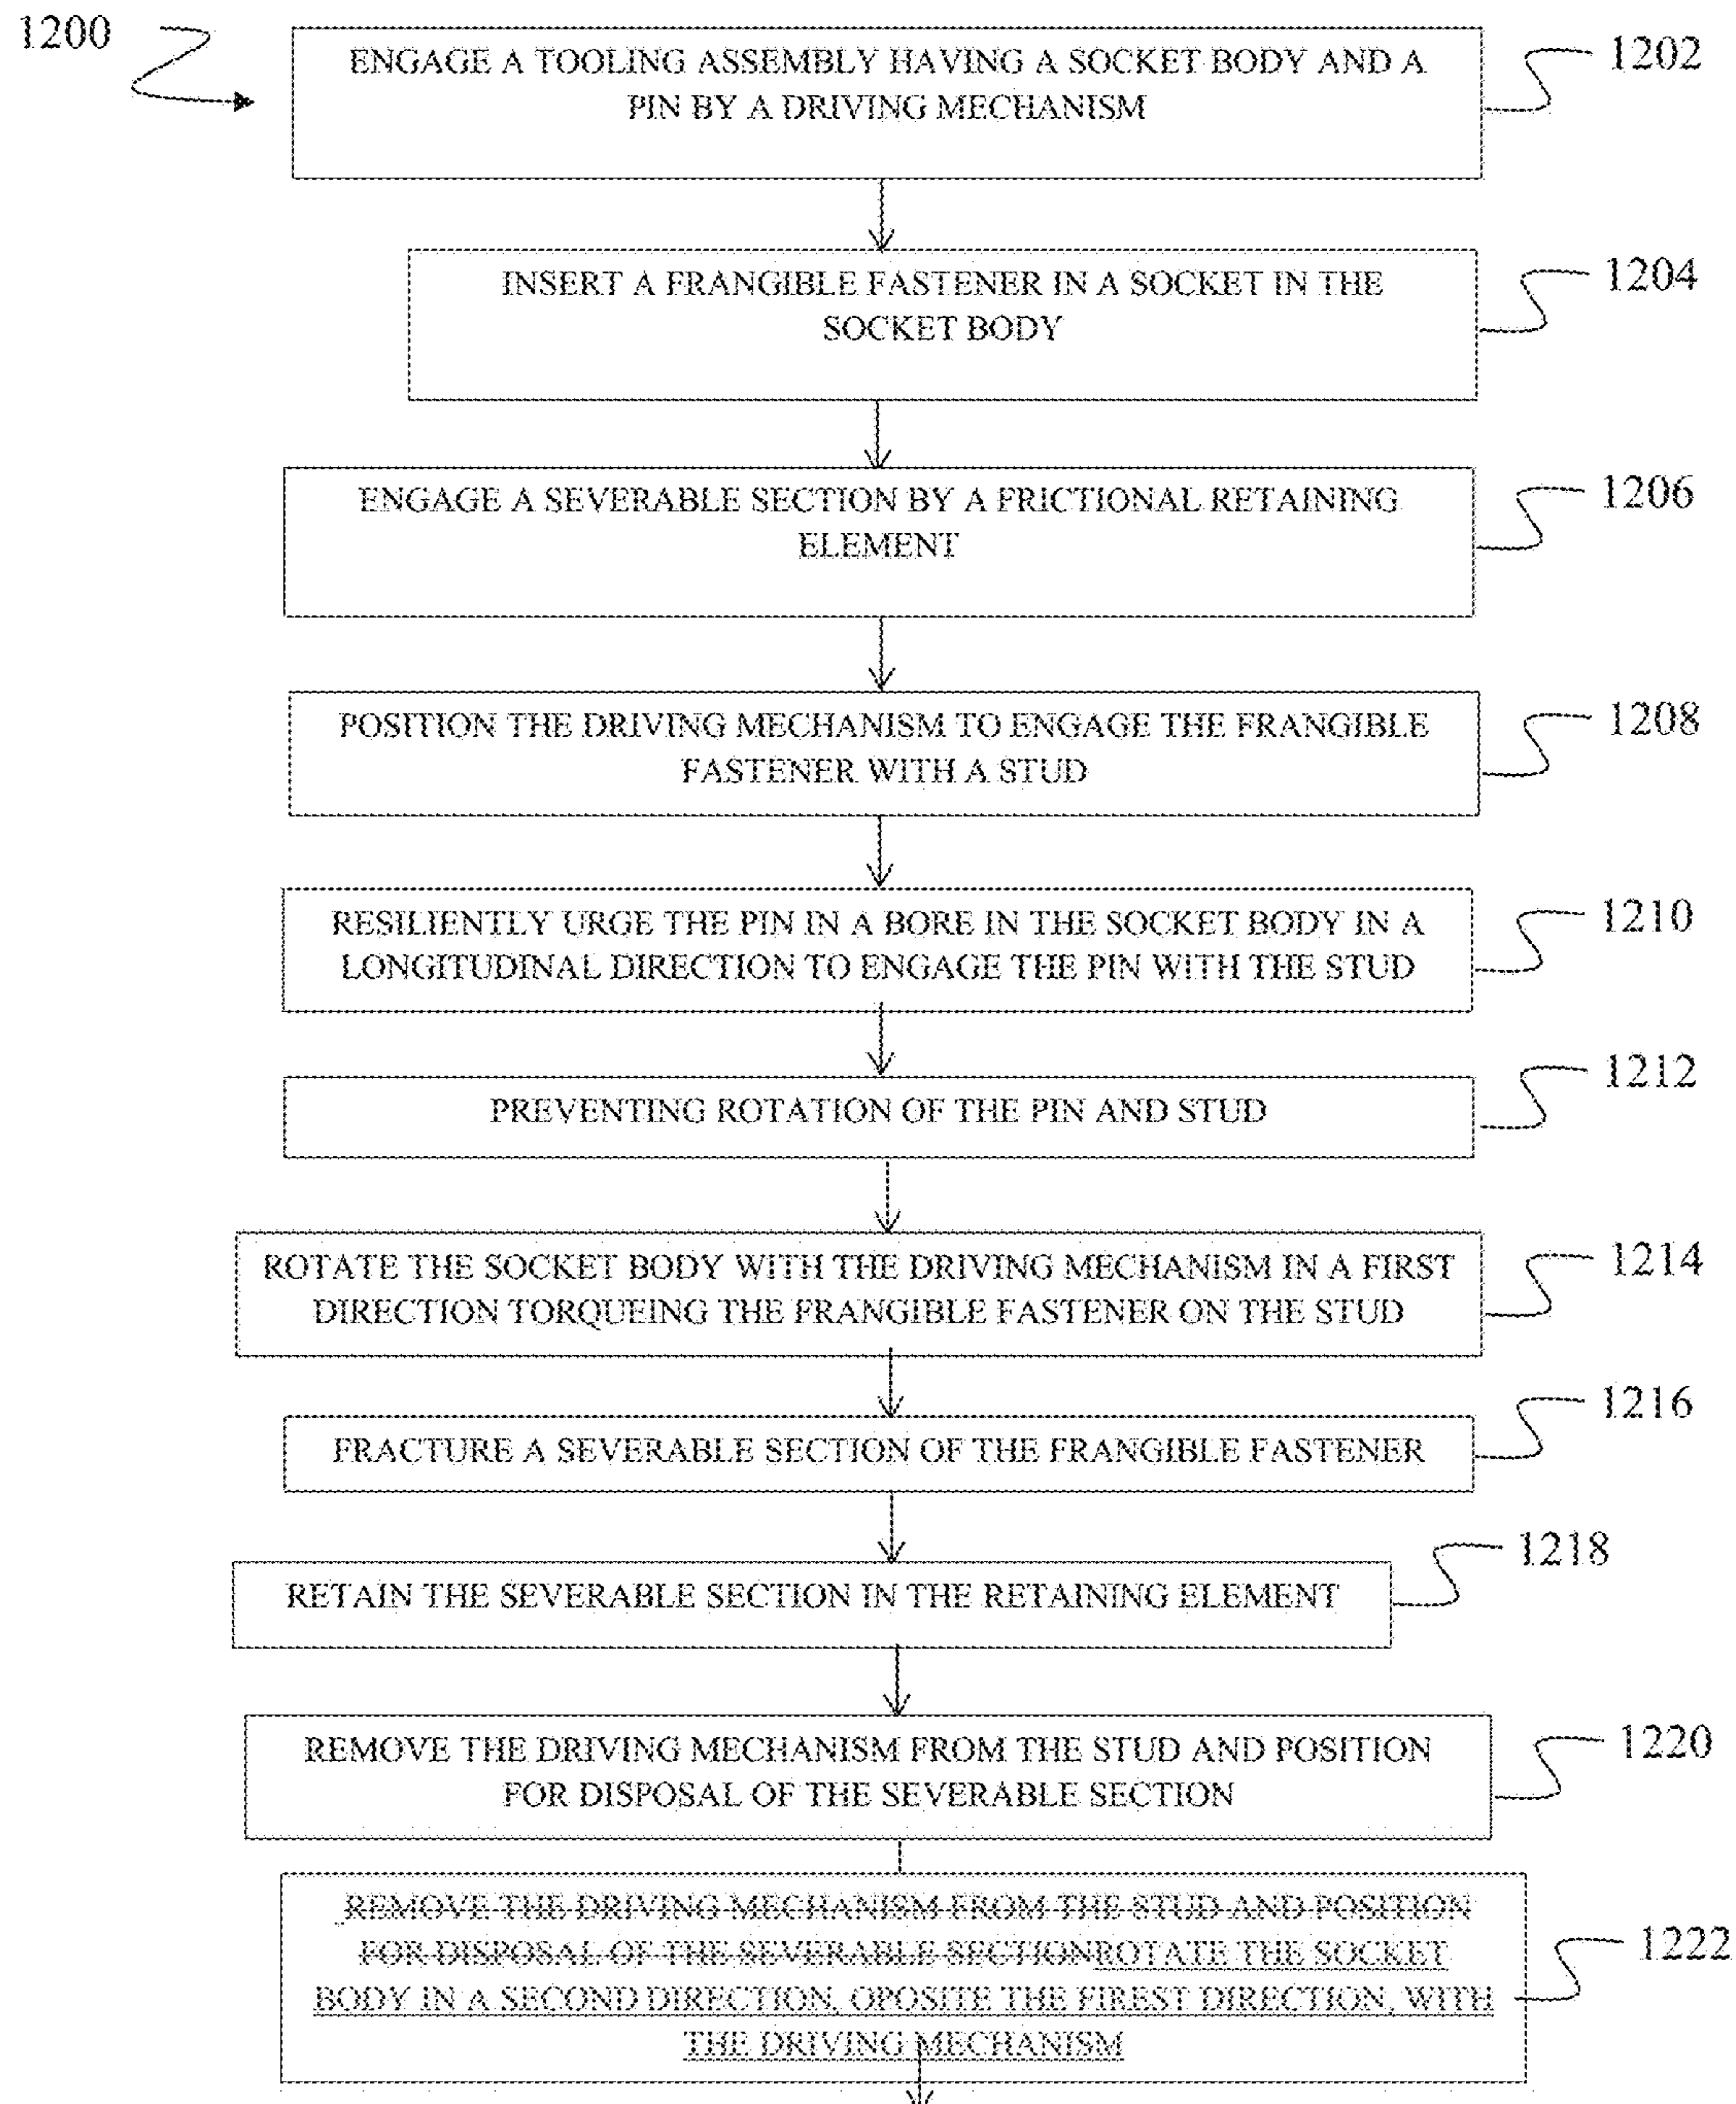 1200
ENGAGE A TOOLING ASSEMBLY HAVING A SOCKET BODY AND A
PIN BY A DRIVING MECHANISM
1202
INSERT A FRANGIBLE FASTENER IN A SOCKET IN THE
SOCKET BODY
1204
ENGAGE A SEVERABLE SECTION BY A FRICTIONAL RETAINING
ELEMENT
1206
POSITION THE DRIVING MECHANISM TO ENGAGE THE FRANGIBLE
FASTENER WITH A STUD
1208
RESILIENTLY URGE THE PIN IN A BORE IN THE SOCKET BODY IN A
LONGITUDINAL DIRECTION TO ENGAGE THE PIN WITH THE STUD
1210
PREVENTING ROTATION OF THE PIN AND STUD
1212
ROTATE THE SOCKET BODY WITH THE DRIVING MECHANISM IN A FIRST
DIRECTION TORQUEING THE FRANGIBLE FASTENER ON THE STUD
1214
FRACTURE A SEVERABLE SECTION OF THE FRANGIBLE FASTENER
1216
RETAIN THE SEVERABLE SECTION IN THE RETAINING ELEMENT
1218
REMOVE THE DRIVING MECHANISM FROM THE STUD AND POSITION
FOR DISPOSAL OF THE SEVERABLE SECTION
1220
REMOVE THE DRIVING MECHANISM FROM THE STUD AND POSITION
FOR DISPOSAL OF THE SEVERABLE SECTIONROTATE THE SOCKET
BODY IN A SECOND DIRECTION, OPOSITE THE FIREST DIRECTION, WITH
THE DRIVING MECHANISM
1222